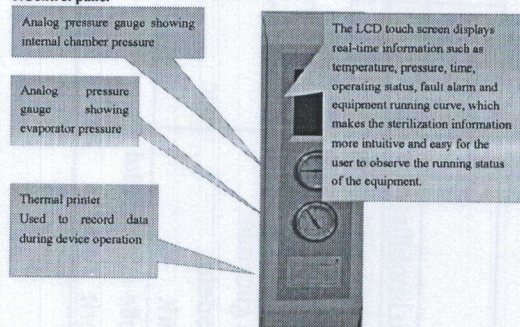 Analog pressure gauge showing
internal chamber pressure
Analog pressure
gauge showing
evaporator pressure
Thermal printer
Used to record data
during device operation
The LCD touch screen displays
real-time information such as
temperature, pressure, time,
operating status, fault alarm and
equipment running curve, which
makes the sterilization information
more intuitive and easy for the
user to observe the running status
of the equipment.